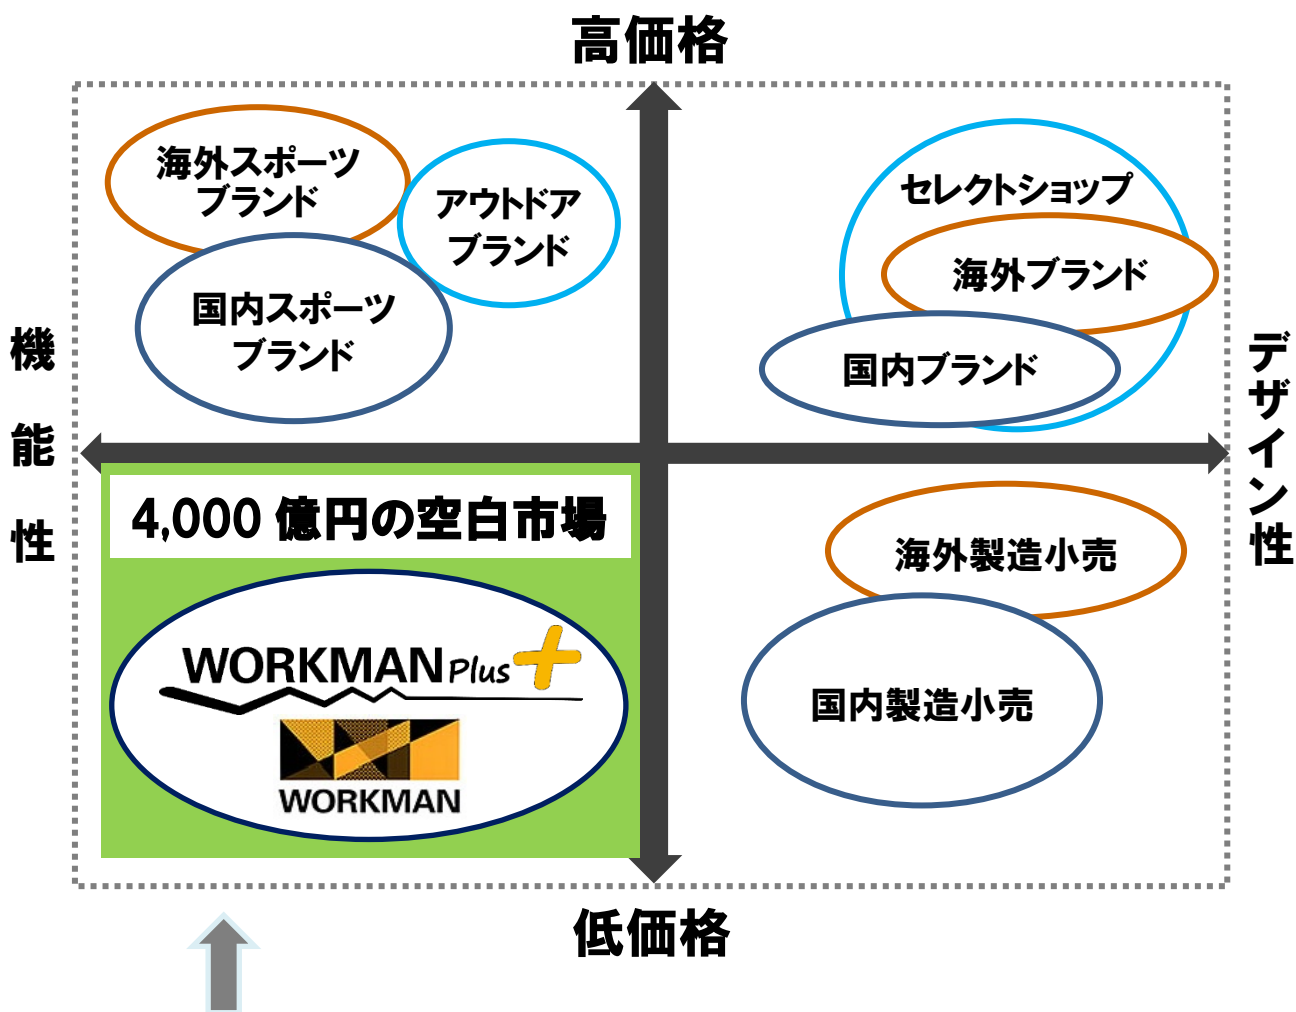 高価格
海外スポーツ
ブランド
アウトドア
ブランド
国内スポーツ
ブランド
セレクトショップ
海外ブランド
国内ブランド
機能性
デザイン性
4,000 億円の空白市場
WORKMAN Plus
WORKMAN
海外製造小売
国内製造小売
低価格